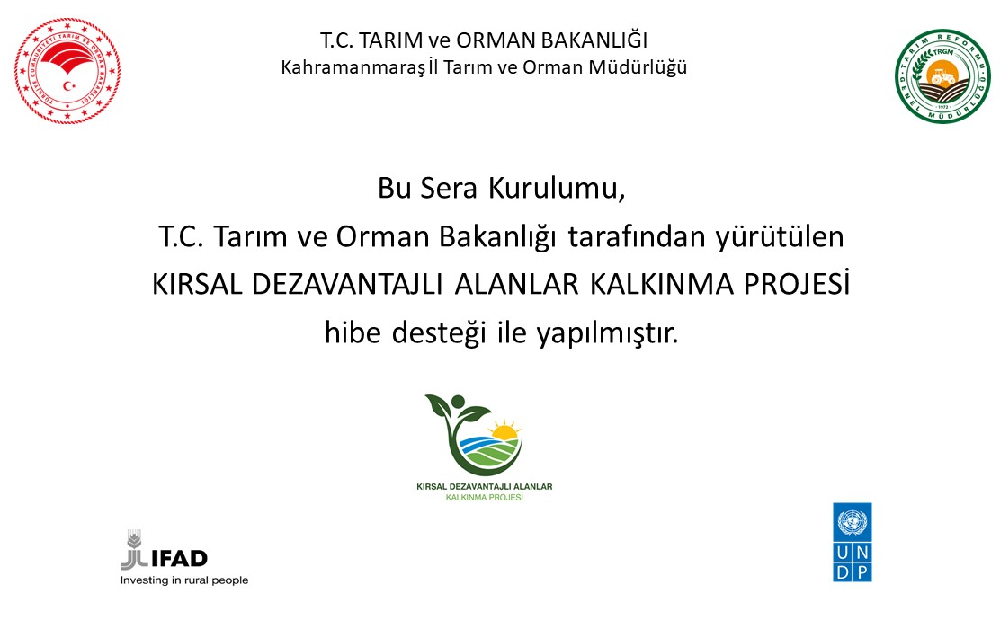 T.C. TARIM ve ORMAN BAKANLIĞI
Kahramanmaraş İl Tarım ve Orman Müdürlüğü
TÜRKİYE CUMHURİYETİ TARIM VE ORMAN BAKANLIĞI
TARIM REFORMU
TRGM
1972
GENEL MÜDÜRLÜĞÜ
Bu Sera Kurulumu,
T.C. Tarım ve Orman Bakanlığı tarafından yürütülen
KIRSAL DEZAVANTAJLI ALANLAR KALKINMA PROJESİ
hibe desteği ile yapılmıştır.
KIRSAL DEZAVANTAJLI ALANLAR
KALKINMA PROJESİ
IFAD
Investing in rural people
UN
DP